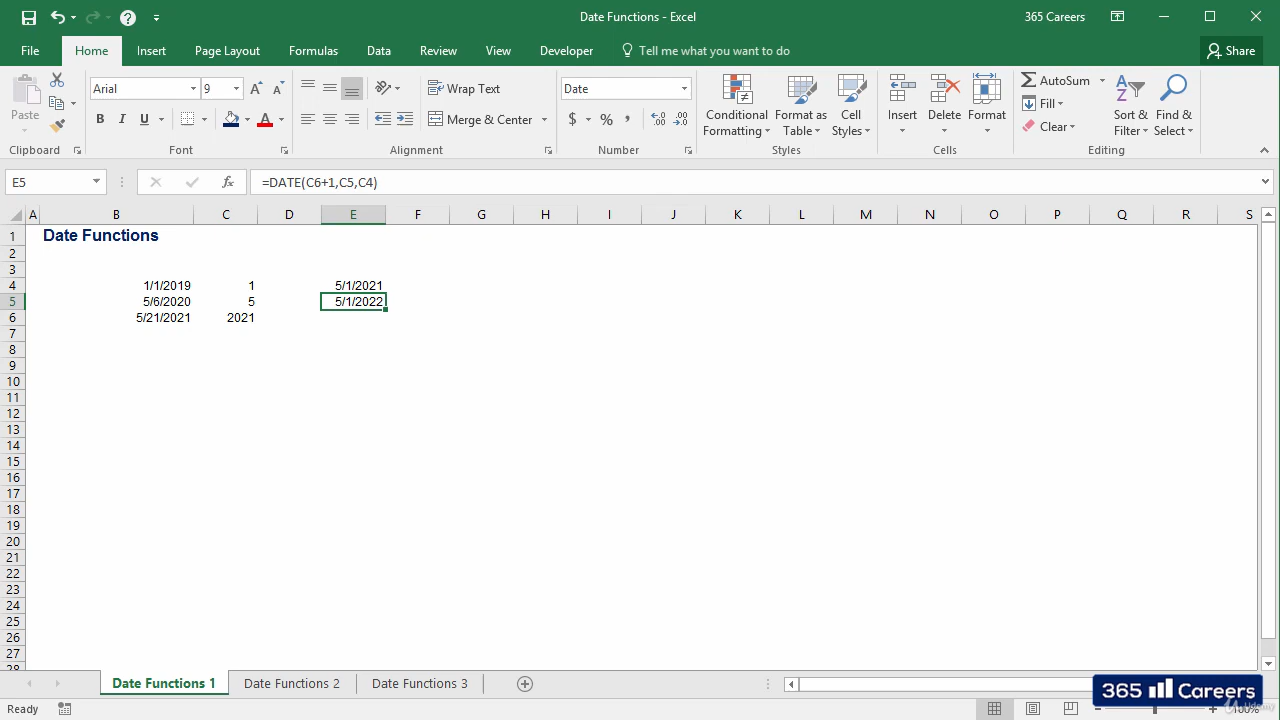 Date Functions - Excel
365 Careers
File Home Insert Page Layout Formulas Data Review View Developer Tell me what you want to do Share
Paste
Clipboard
Arial 9
B I U A
Font
Wrap Text
Merge & Center
Alignment
Date
$ % ,
Number
Conditional Formatting
Format as Table
Cell Styles
Styles
Insert Delete Format
Cells
AutoSum
Fill
Clear
Sort & Filter
Find & Select
Editing
E5 fx =DATE(C6+1,C5,C4)
A B C D E F G H I J K L M N O P Q R S
1 Date Functions
2
3
4 1/1/2019 1 5/1/2021
5 5/6/2020 5 5/1/2022
6 5/21/2021 2021
7
8
9
10
11
12
13
14
15
16
17
18
19
20
21
22
23
24
25
26
27
28
Date Functions 1 Date Functions 2 Date Functions 3
365 Careers
Ready 100%
Udemy